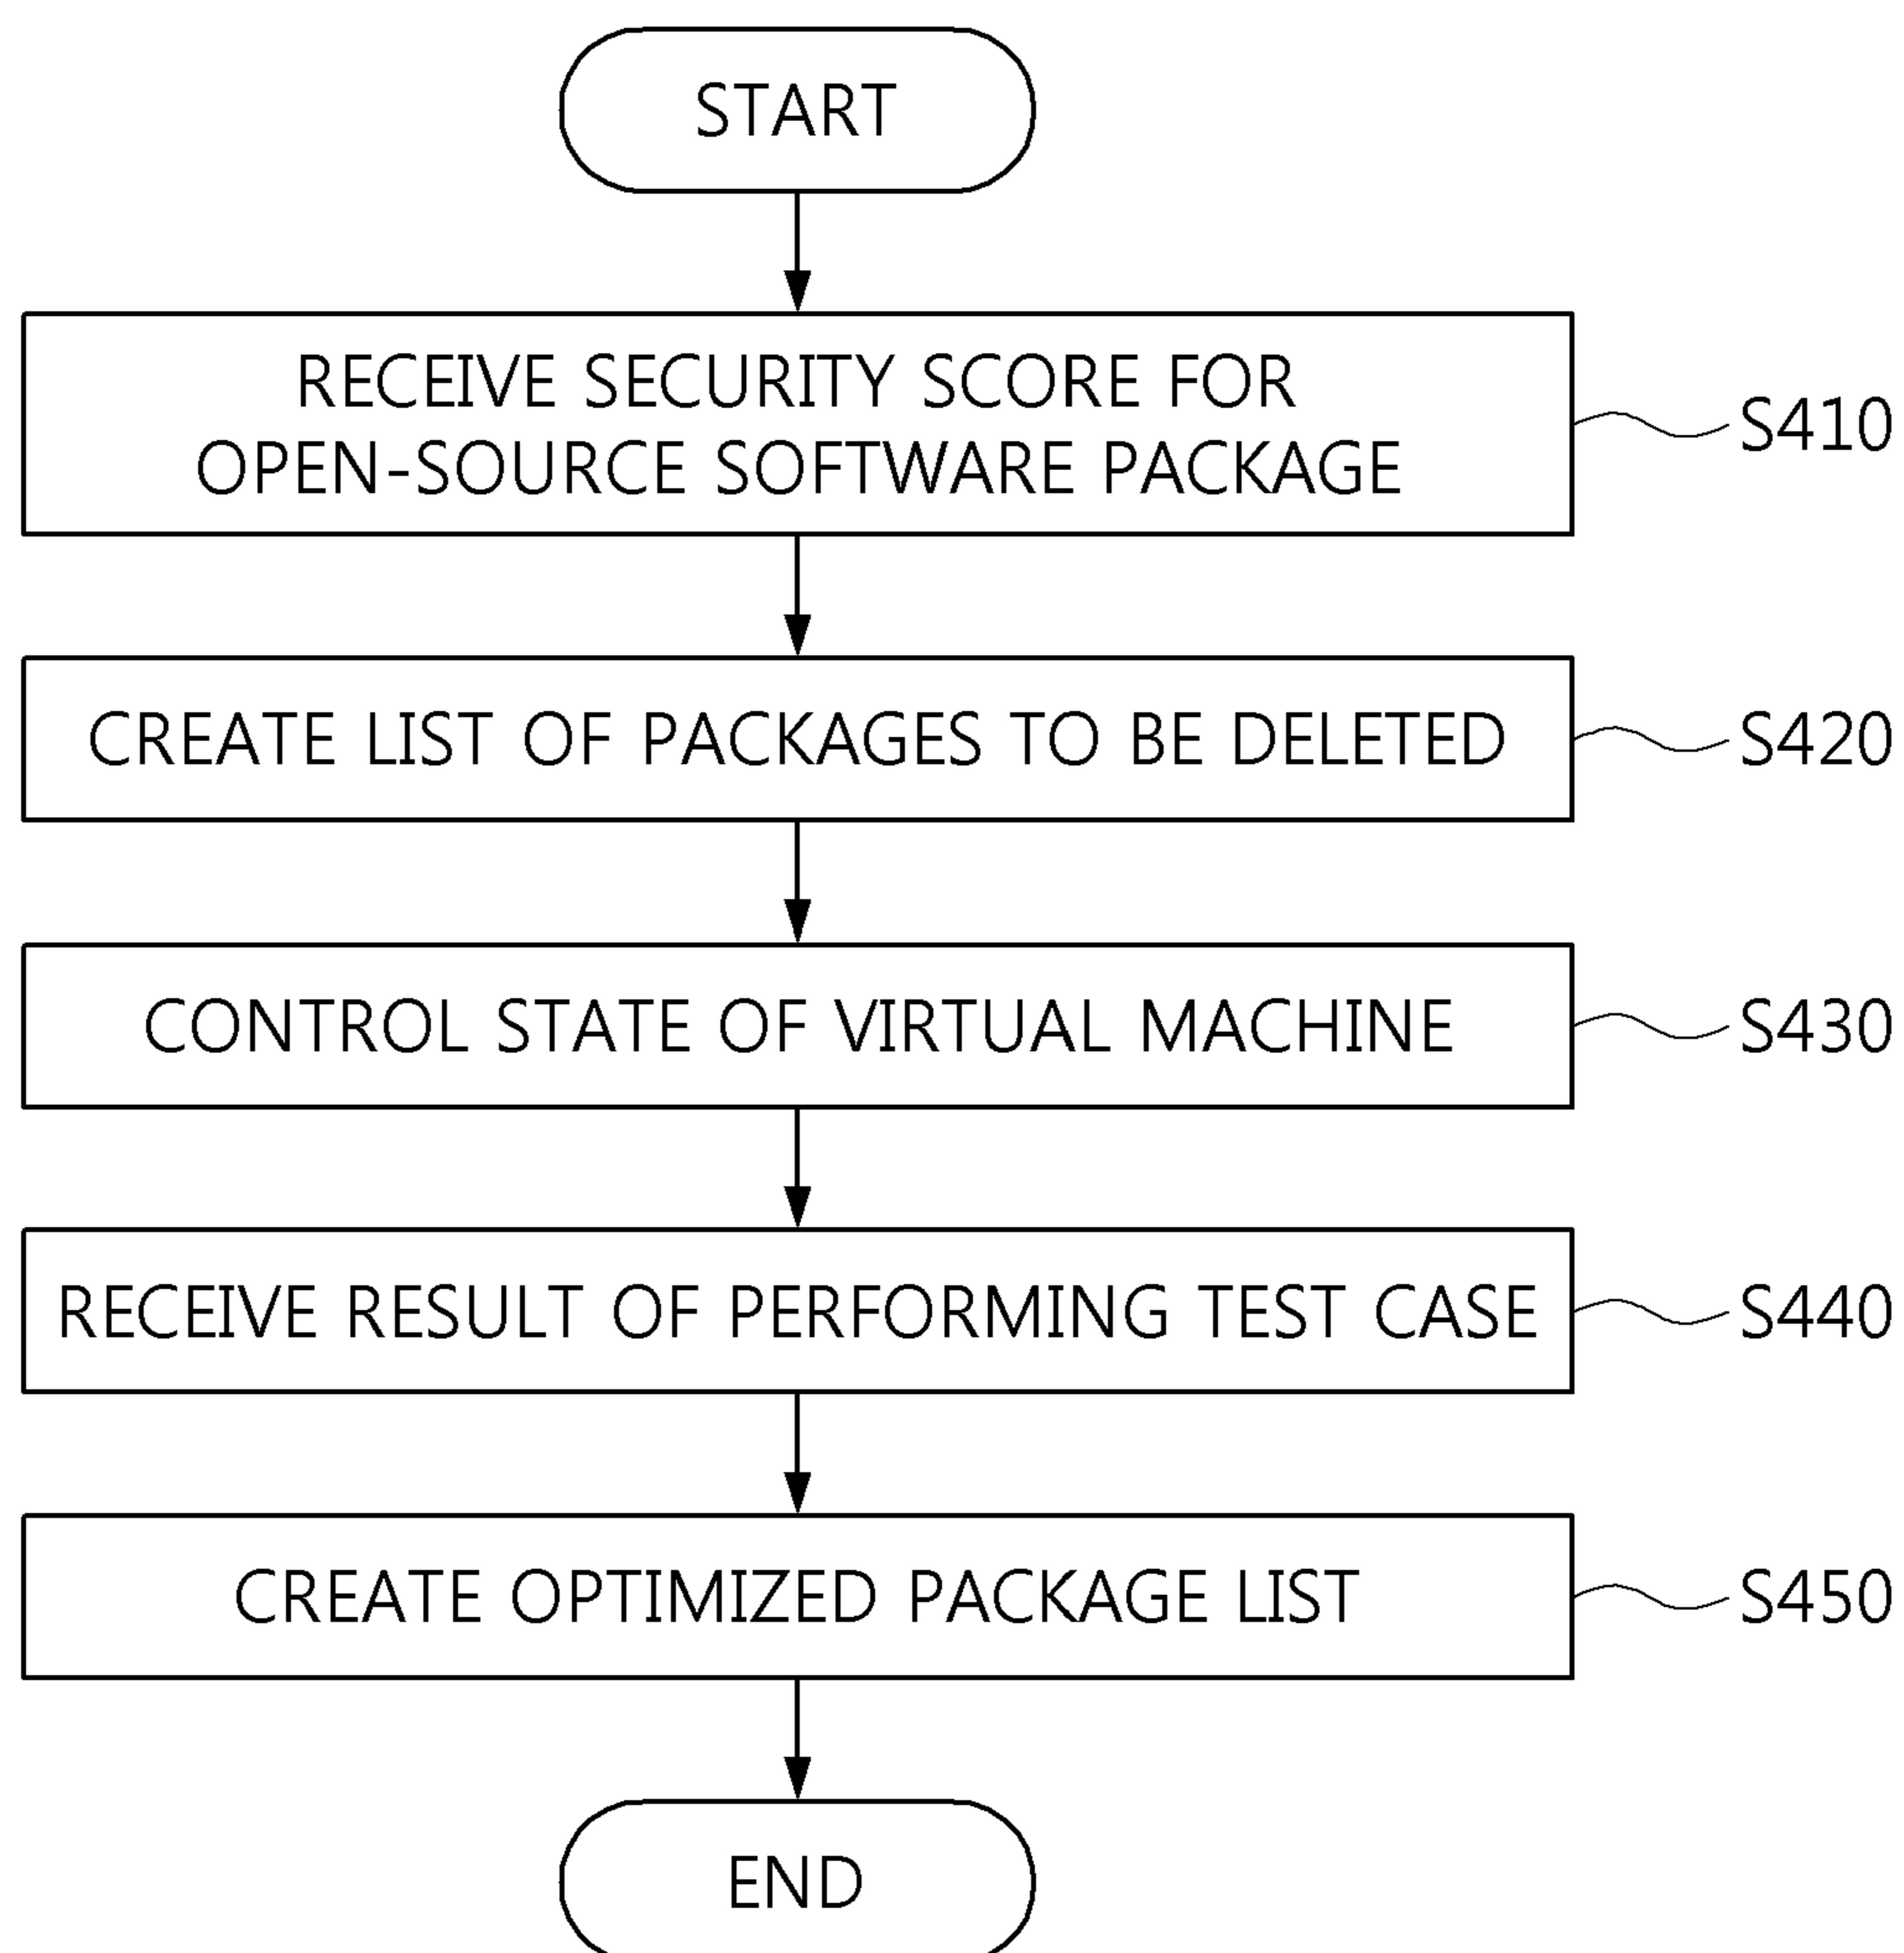 START
RECEIVE SECURITY SCORE FOR
OPEN-SOURCE SOFTWARE PACKAGE
S410
CREATE LIST OF PACKAGES TO BE DELETED
S420
CONTROL STATE OF VIRTUAL MACHINE
S430
RECEIVE RESULT OF PERFORMING TEST CASE
S440
CREATE OPTIMIZED PACKAGE LIST
S450
END